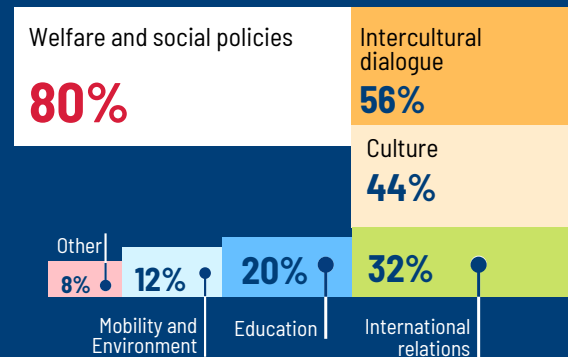 Welfare and social policies
80%
Intercultural
dialogue
56%
Culture
44%
Other
8%
12%
20%
32%
Mobility and
Environment
Education
International
relations